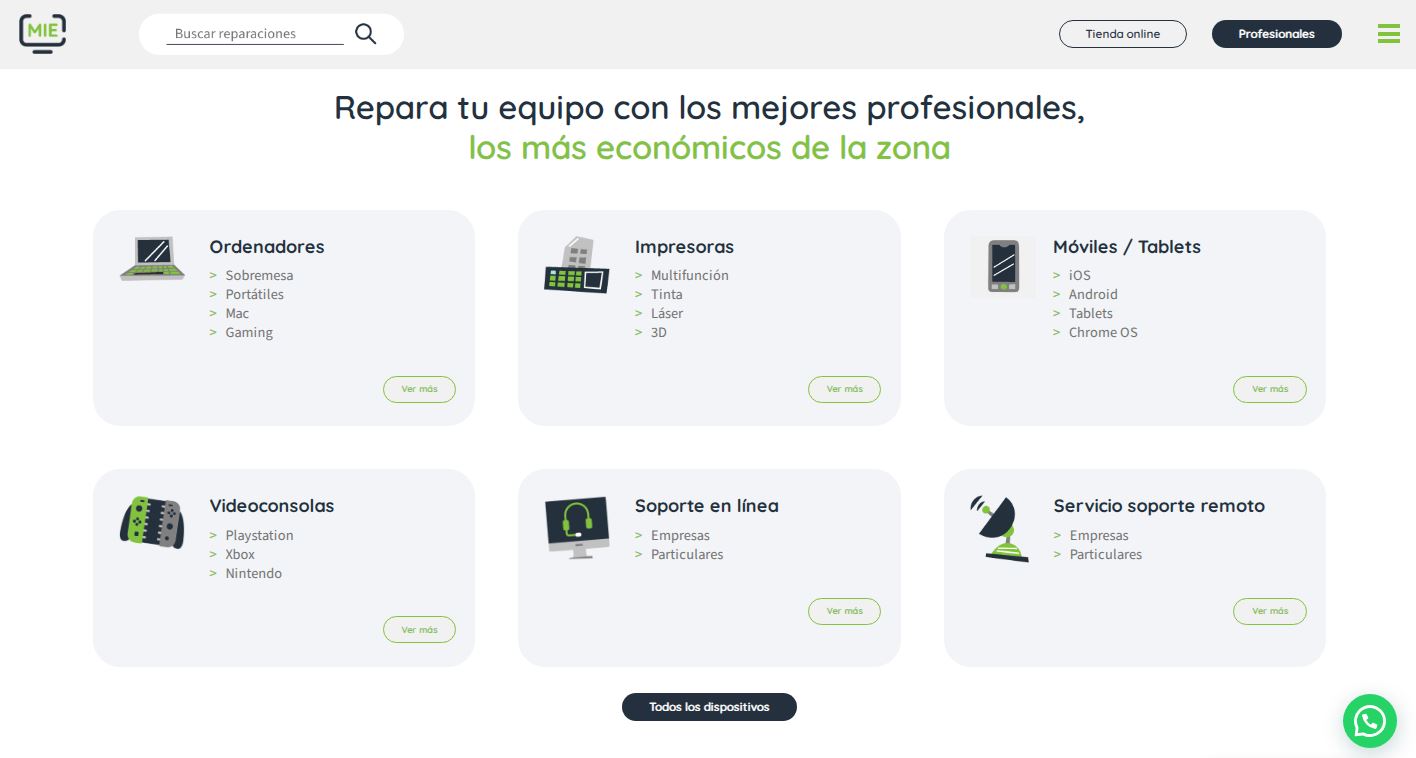 MIE
Buscar reparaciones
Tienda online
Profesionales
Repara tu equipo con los mejores profesionales,
los más económicos de la zona
Ordenadores
> Sobremesa
> Portátiles
> Mac
> Gaming
Ver más
Impresoras
> Multifunción
> Tinta
> Láser
> 3D
Ver más
Móviles / Tablets
> iOS
> Android
> Tablets
> Chrome OS
Ver más
Videoconsolas
> Playstation
> Xbox
> Nintendo
Ver más
Soporte en línea
> Empresas
> Particulares
Ver más
Servicio soporte remoto
> Empresas
> Particulares
Ver más
Todos los dispositivos